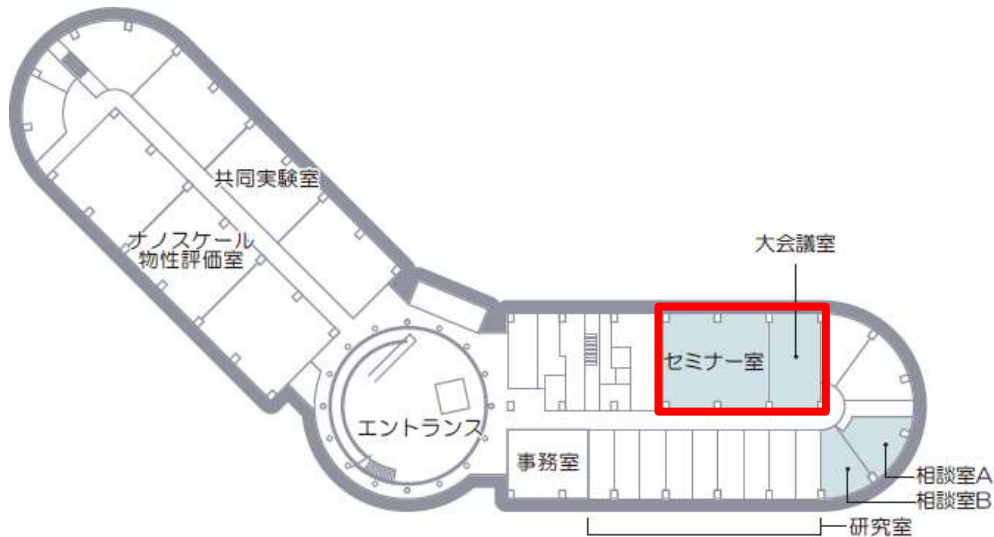 共同実験室
ナノスケール
物性評価室
大会議室
セミナー室
エントランス
事務室
相談室A
相談室B
研究室